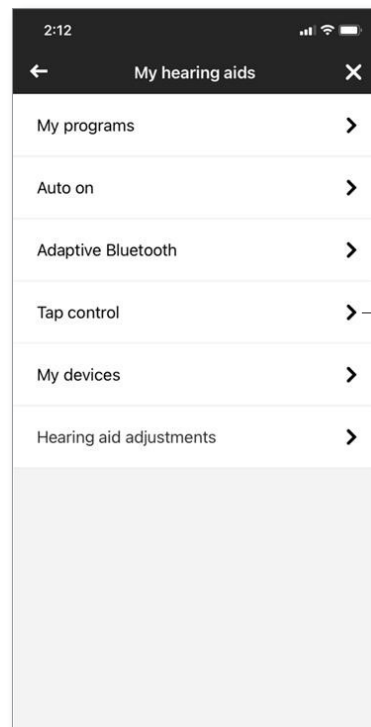 2:12
My hearing aids
My programs
Auto on
Adaptive Bluetooth
Tap control
My devices
Hearing aid adjustments